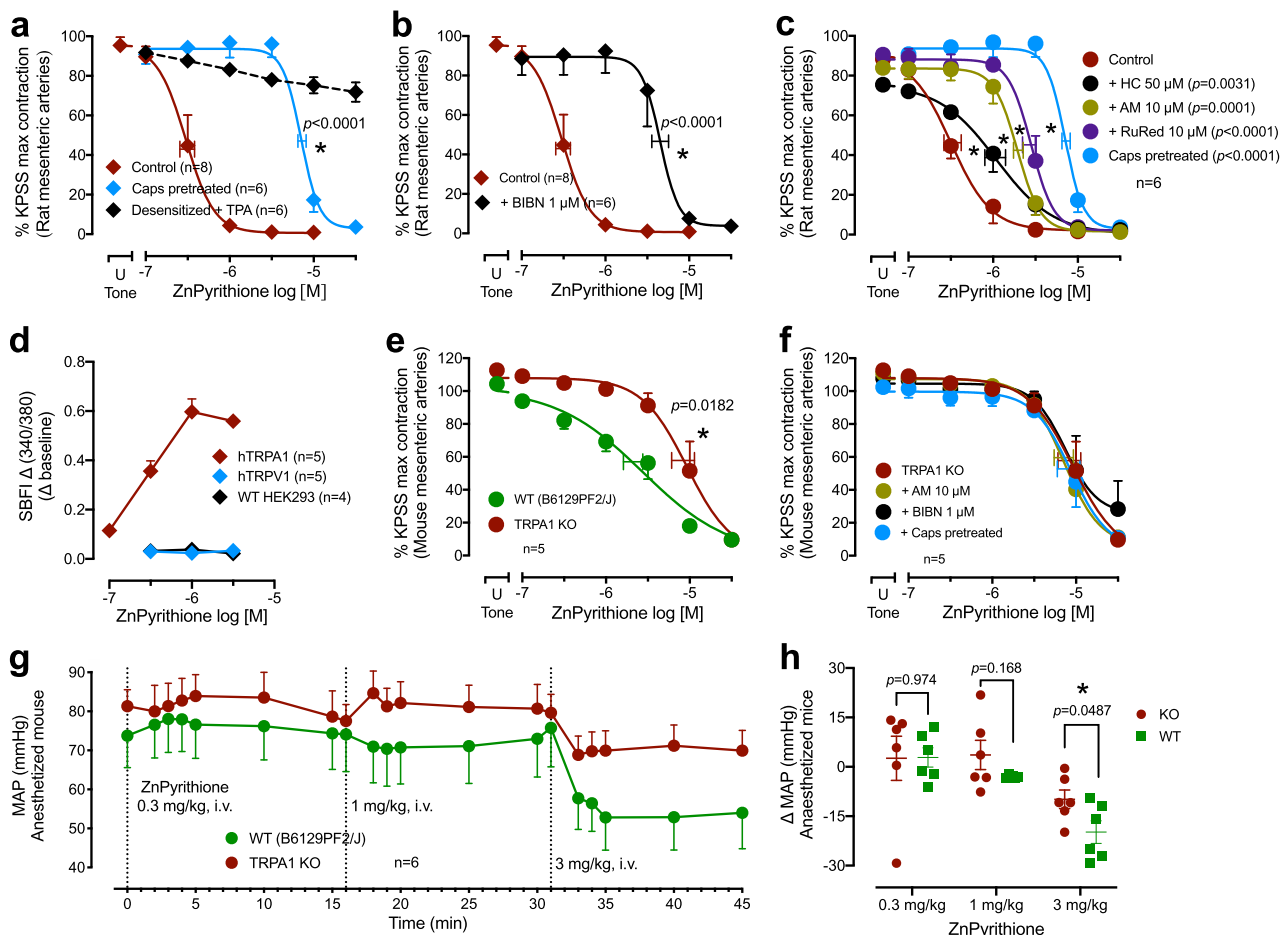 a
% KPSS max contraction
(Rat mesenteric arteries)
100
80
60
40
20
0
p<0.0001
*
Control (n=8)
Caps pretreated (n=6)
Desensitized + TPA (n=6)
U
Tone
-7
-6
-5
ZnPyrithione log [M]
b
% KPSS max contraction
(Rat mesenteric arteries)
100
80
60
40
20
0
p<0.0001
*
Control (n=8)
+ BIBN 1 µM (n=6)
U
Tone
-7
-6
-5
ZnPyrithione log [M]
c
% KPSS max contraction
(Rat mesenteric arteries)
100
80
60
40
20
0
* * * *
Control
+ HC 50 µM (p=0.0031)
+ AM 10 µM (p=0.0001)
+ RuRed 10 µM (p<0.0001)
Caps pretreated (p<0.0001)
n=6
U
Tone
-7
-6
-5
ZnPyrithione log [M]
d
SBFI Δ (340/380)
(Δ baseline)
0.8
0.6
0.4
0.2
0.0
hTRPA1 (n=5)
hTRPV1 (n=5)
WT HEK293 (n=4)
-7
-6
-5
ZnPyrithione log [M]
e
% KPSS max contraction
(Mouse mesenteric arteries)
120
100
80
60
40
20
0
p=0.0182
*
WT (B6129PF2/J)
TRPA1 KO
n=5
U
Tone
-7
-6
-5
ZnPyrithione log [M]
f
% KPSS max contraction
(Mouse mesenteric arteries)
120
100
80
60
40
20
0
TRPA1 KO
+ AM 10 µM
+ BIBN 1 µM
+ Caps pretreated
n=5
U
Tone
-7
-6
-5
ZnPyrithione log [M]
g
MAP (mmHg)
Anesthetized mouse
90
80
70
60
50
40
ZnPyrithione
0.3 mg/kg, i.v.
1 mg/kg, i.v.
3 mg/kg, i.v.
WT (B6129PF2/J)
TRPA1 KO
n=6
0
5
10
15
20
25
30
35
40
45
Time (min)
h
Δ MAP (mmHg)
Anaesthetized mice
30
15
0
-15
-30
p=0.974
p=0.168
*
p=0.0487
KO
WT
0.3 mg/kg
1 mg/kg
3 mg/kg
ZnPyrithione